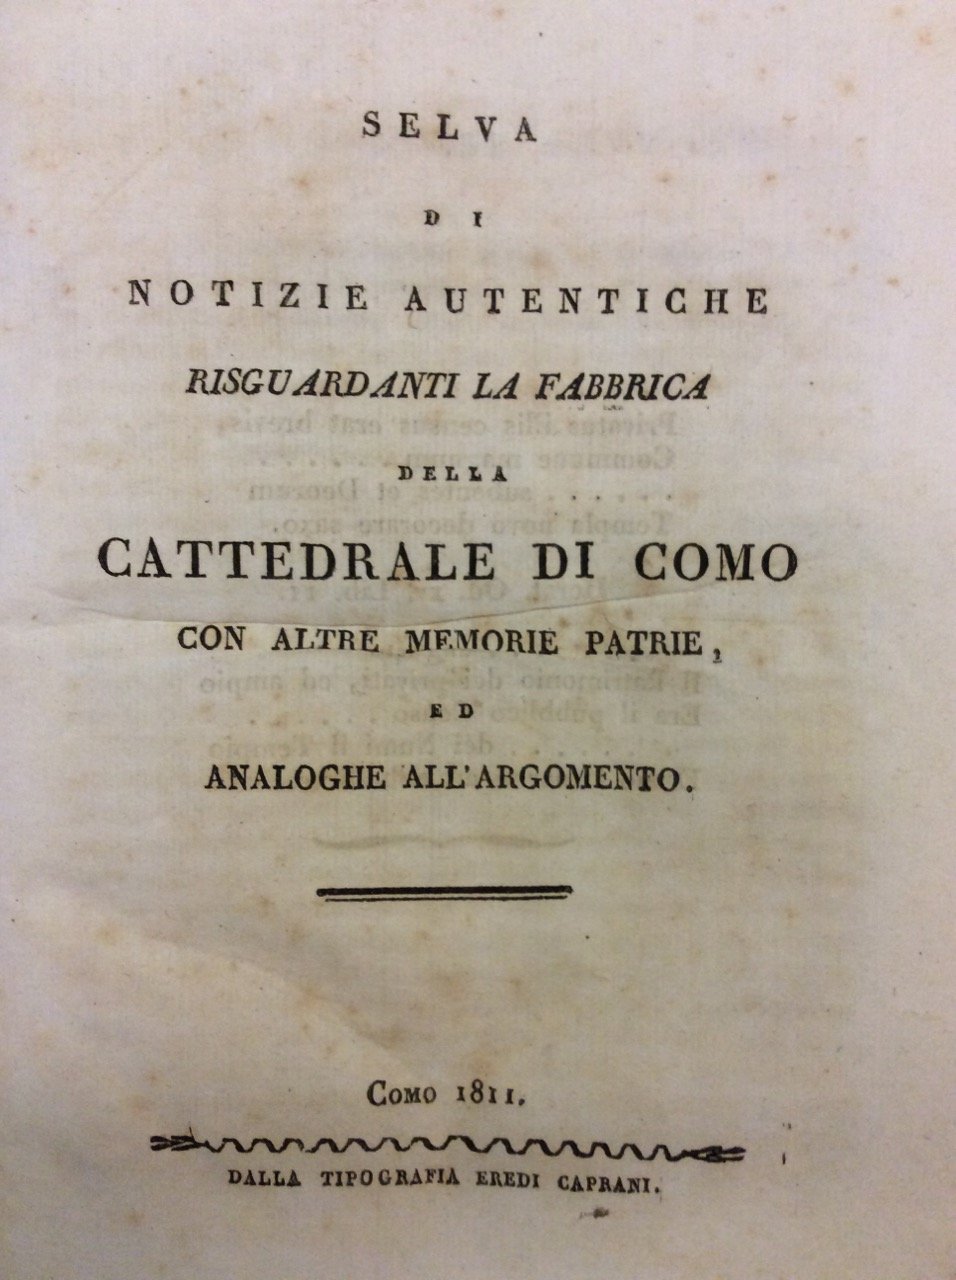 SELVA
DI
NOTIZIE AUTENTICHE
RISGUARDANTI LA FABBRICA
DELLA
CATTEDRALE DI COMO
CON ALTRE MEMORIE PATRIE,
ED
ANALOGHE ALL'ARGOMENTO.
COMO 1811.
DALLA TIPOGRAFIA EREDI CAPRANI.